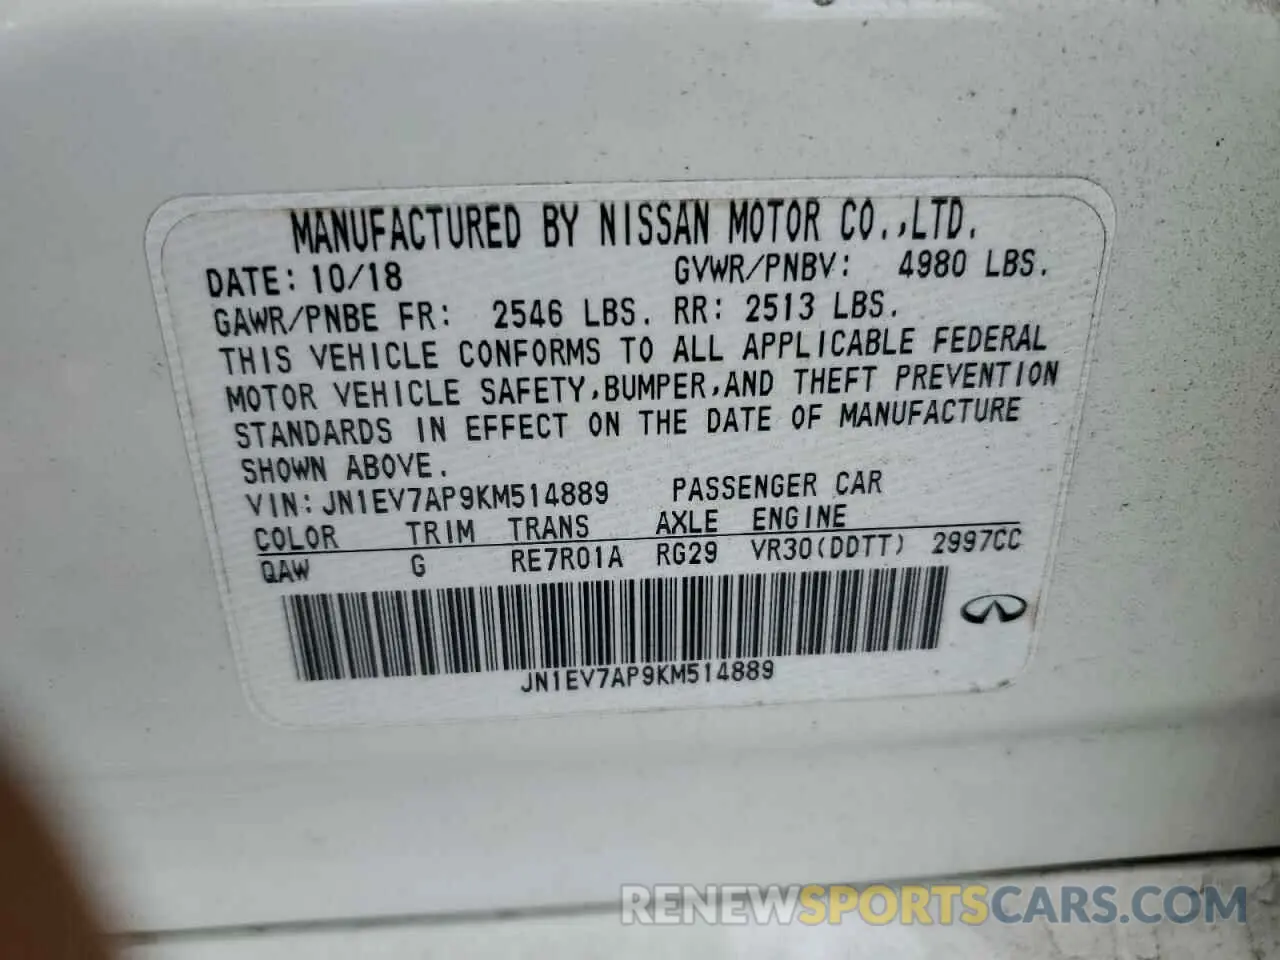 MANUFACTURED BY NISSAN MOTOR CO.,LTD.
DATE: 10/18 GVWR/PNBV: 4980 LBS.
GAWR/PNBE FR: 2546 LBS. RR: 2513 LBS.
THIS VEHICLE CONFORMS TO ALL APPLICABLE FEDERAL
MOTOR VEHICLE SAFETY,BUMPER,AND THEFT PREVENTION
STANDARDS IN EFFECT ON THE DATE OF MANUFACTURE
SHOWN ABOVE.
VIN: JN1EV7AP9KM514889 PASSENGER CAR
COLOR TRIM TRANS AXLE ENGINE
QAW G RE7R01A RG29 VR30(DDTT) 2997CC
JN1EV7AP9KM514889
RENEWSPORTSCARS.COM